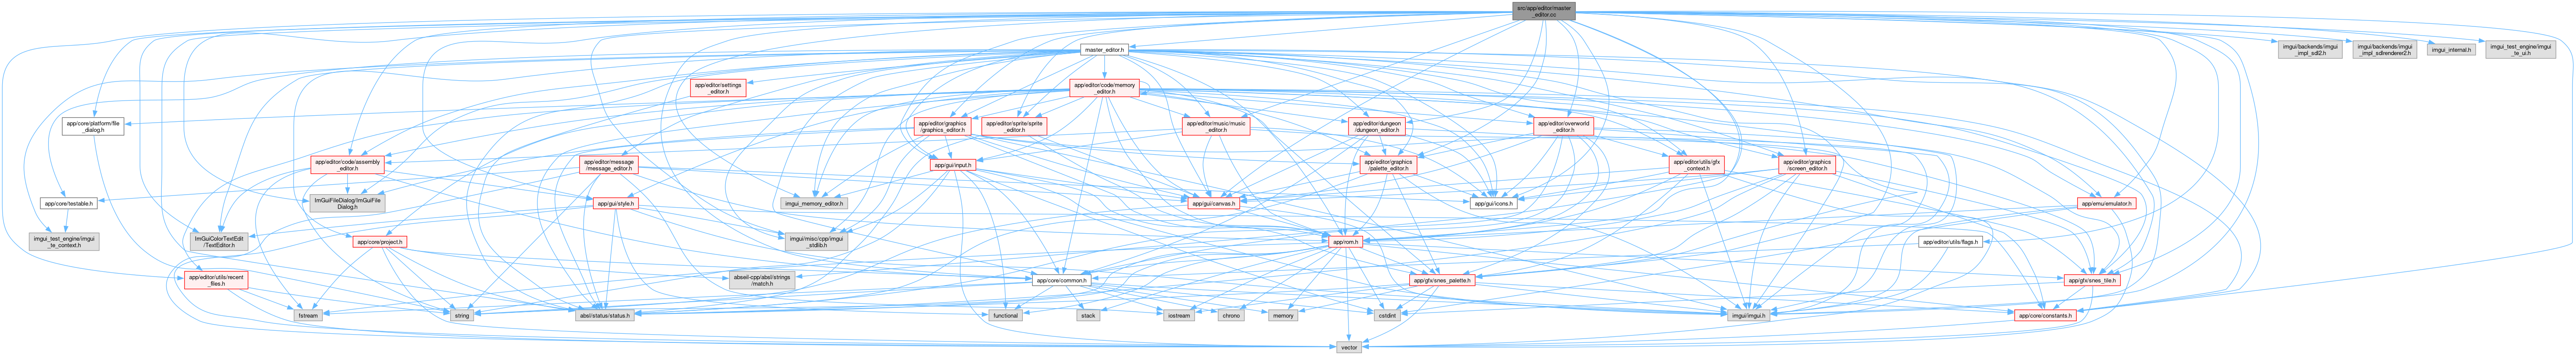 src/app/editor/master
_editor.cc
master_editor.h
imgui/backends/imgui
_impl_sdl2.h
imgui/backends/imgui
_impl_sdlrenderer2.h
imgui_internal.h
imgui_test_engine/imgui
_te_ui.h
app/editor/settings
_editor.h
app/editor/code/memory
_editor.h
app/core/platform/file
_dialog.h
app/editor/graphics
/graphics_editor.h
app/editor/sprite/sprite
_editor.h
app/editor/music/music
_editor.h
app/editor/dungeon
/dungeon_editor.h
app/editor/overworld
_editor.h
app/editor/code/assembly
_editor.h
app/editor/message
/message_editor.h
app/gui/input.h
app/editor/graphics
/palette_editor.h
app/editor/utils/gfx
_context.h
app/editor/graphics
/screen_editor.h
app/core/testable.h
ImGuiFileDialog/ImGuiFile
Dialog.h
app/gui/style.h
imgui_memory_editor.h
app/gui/canvas.h
app/gui/icons.h
app/emu/emulator.h
imgui_test_engine/imgui
_te_context.h
ImGuiColorTextEdit
/TextEditor.h
app/core/project.h
imgui/misc/cpp/imgui
_stdlib.h
app/rom.h
app/editor/utils/flags.h
app/editor/utils/recent
_files.h
abseil-cpp/absl/strings
/match.h
app/core/common.h
app/gfx/snes_palette.h
app/gfx/snes_tile.h
fstream
string
absl/status/status.h
functional
stack
iostream
chrono
memory
cstdint
imgui/imgui.h
app/core/constants.h
vector